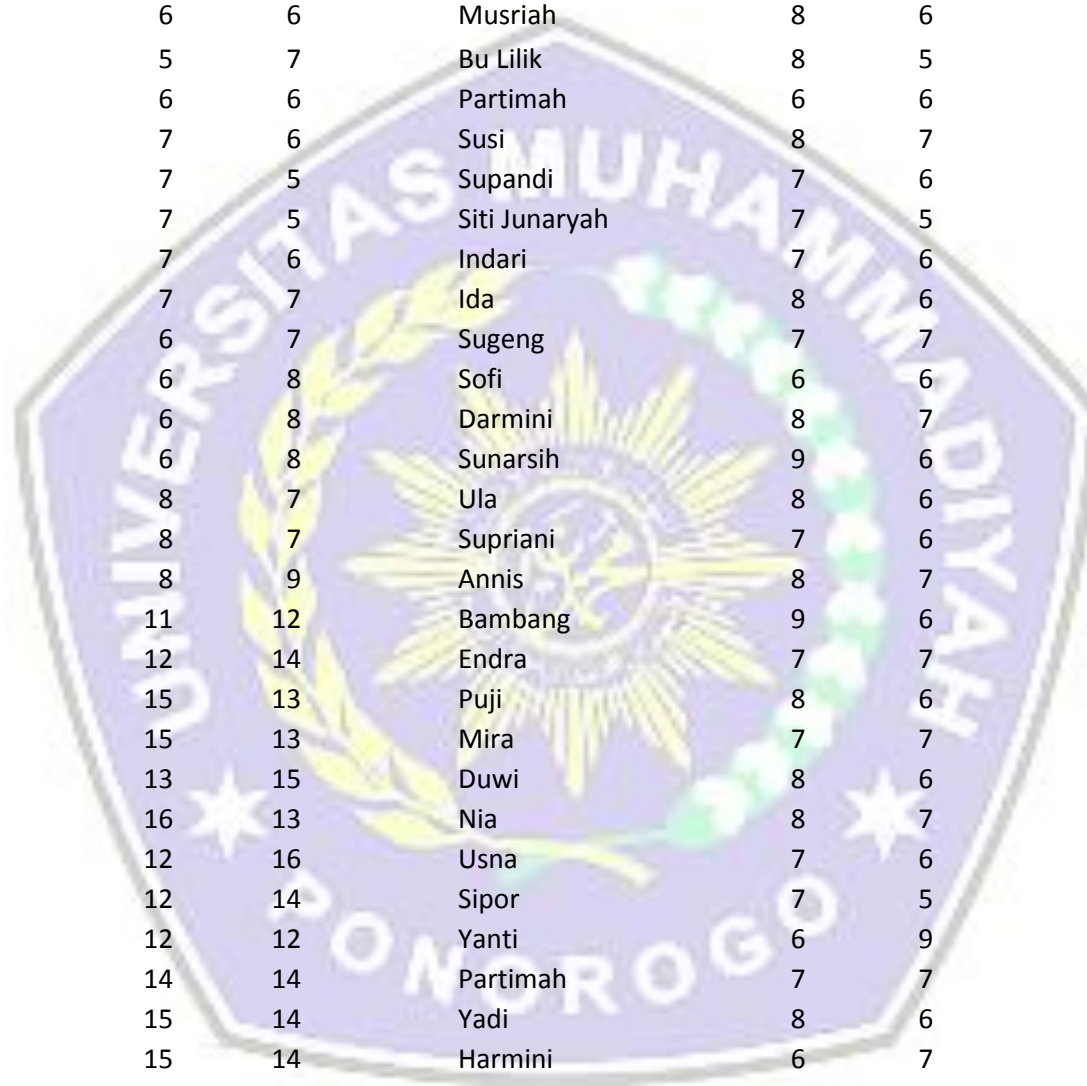 6 6 Musriah 8 6
5 7 Bu Lilik 8 5
6 6 Partimah 6 6
7 6 Susi 8 7
7 5 Supandi 7 6
7 5 Siti Junaryah 7 5
7 6 Indari 7 6
7 7 Ida 8 6
6 7 Sugeng 7 7
6 8 Sofi 6 6
6 8 Darmini 8 7
6 8 Sunarsih 9 6
8 7 Ula 8 6
8 7 Supriani 7 6
8 9 Annis 8 7
11 12 Bambang 9 6
12 14 Endra 7 7
15 13 Puji 8 6
15 13 Mira 7 7
13 15 Duwi 8 6
16 13 Nia 8 7
12 16 Usna 7 6
12 14 Sipor 7 5
12 12 Yanti 6 9
14 14 Partimah 7 7
15 14 Yadi 8 6
15 14 Harmini 6 7
UNIVERSITAS MUHAMMADIYAH
PONOROGO